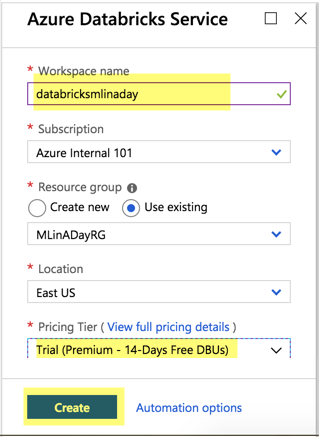 Azure Databricks Service
* Workspace name
databricksmlinaday
* Subscription
Azure Internal 101
* Resource group
Create new Use existing
MLinADayRG
* Location
East US
* Pricing Tier ( View full pricing details )
Trial (Premium - 14-Days Free DBUs)
Create Automation options